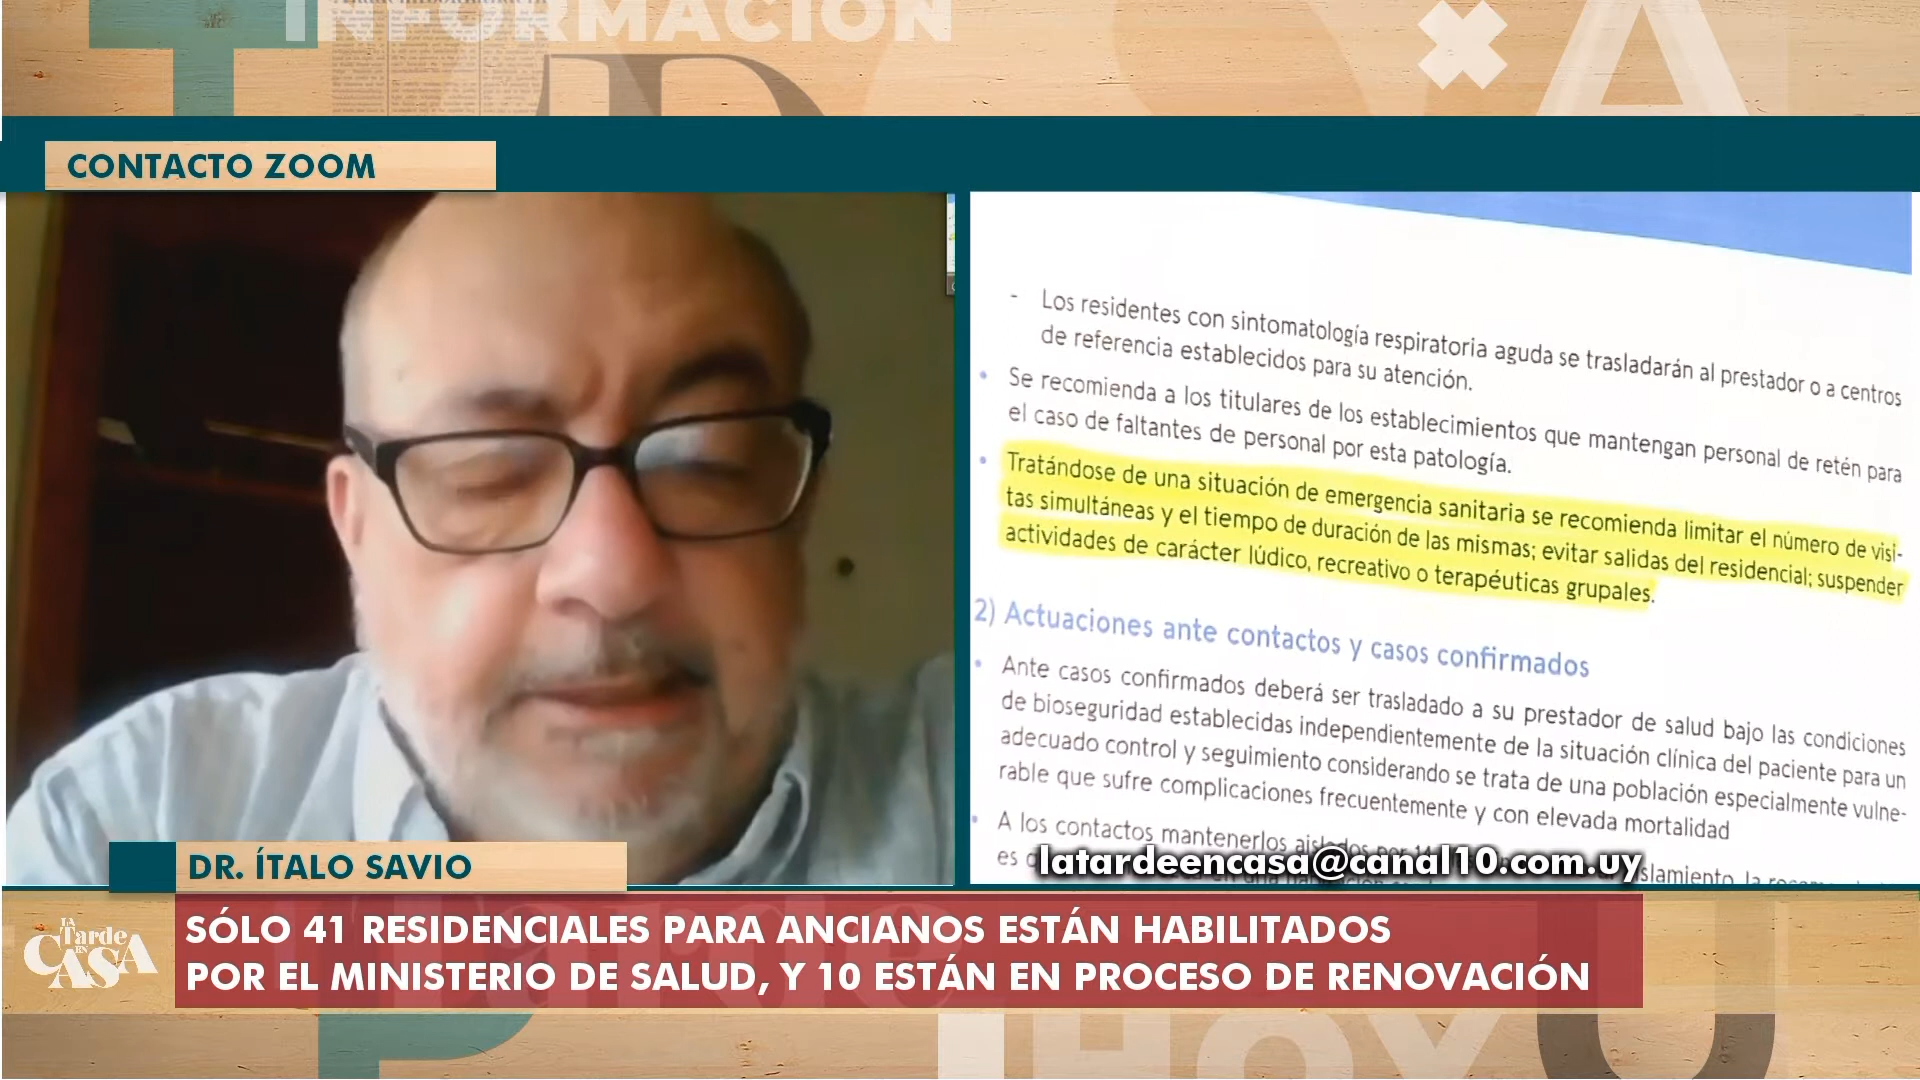 INFORMACIÓN
CONTACTO ZOOM
- Los residentes con sintomatología respiratoria aguda se trasladarán al prestador o a centros
de referencia establecidos para su atención.
• Se recomienda a los titulares de los establecimientos que mantengan personal de retén para
el caso de faltantes de personal por esta patología.
• Tratándose de una situación de emergencia sanitaria se recomienda limitar el número de visi-
tas simultáneas y el tiempo de duración de las mismas; evitar salidas del residencial; suspender
actividades de carácter lúdico, recreativo o terapéuticas grupales.
2) Actuaciones ante contactos y casos confirmados
• Ante casos confirmados deberá ser trasladado a su prestador de salud bajo las condiciones
de bioseguridad establecidas independientemente de la situación clínica del paciente para un
adecuado control y seguimiento considerando se trata de una población especialmente vulne-
rable que sufre complicaciones frecuentemente y con elevada mortalidad
• A los contactos mantenerlos aislados por 14
es
latardeencasa@canal10.com.uy
DR. ÍTALO SAVIO
LA Tarde EN CASA
SÓLO 41 RESIDENCIALES PARA ANCIANOS ESTÁN HABILITADOS
POR EL MINISTERIO DE SALUD, Y 10 ESTÁN EN PROCESO DE RENOVACIÓN
Tarde
HOY